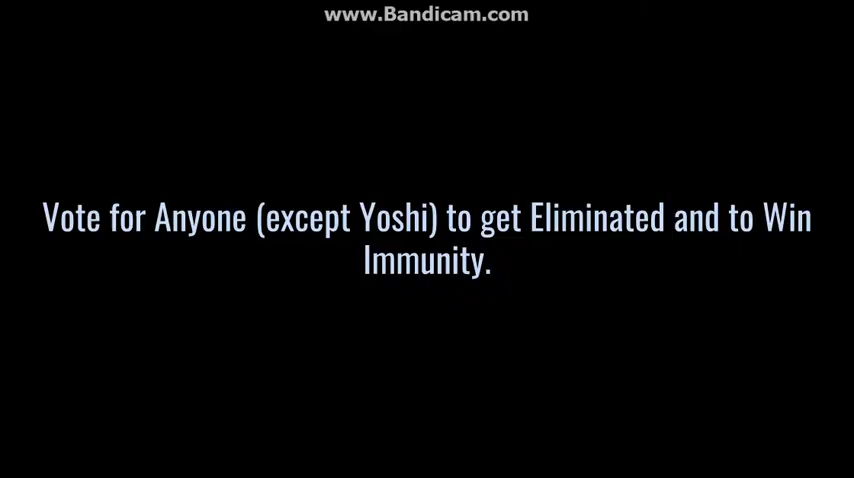 www.Bandicam.com
Vote for Anyone (except Yoshi) to get Eliminated and to Win
Immunity.